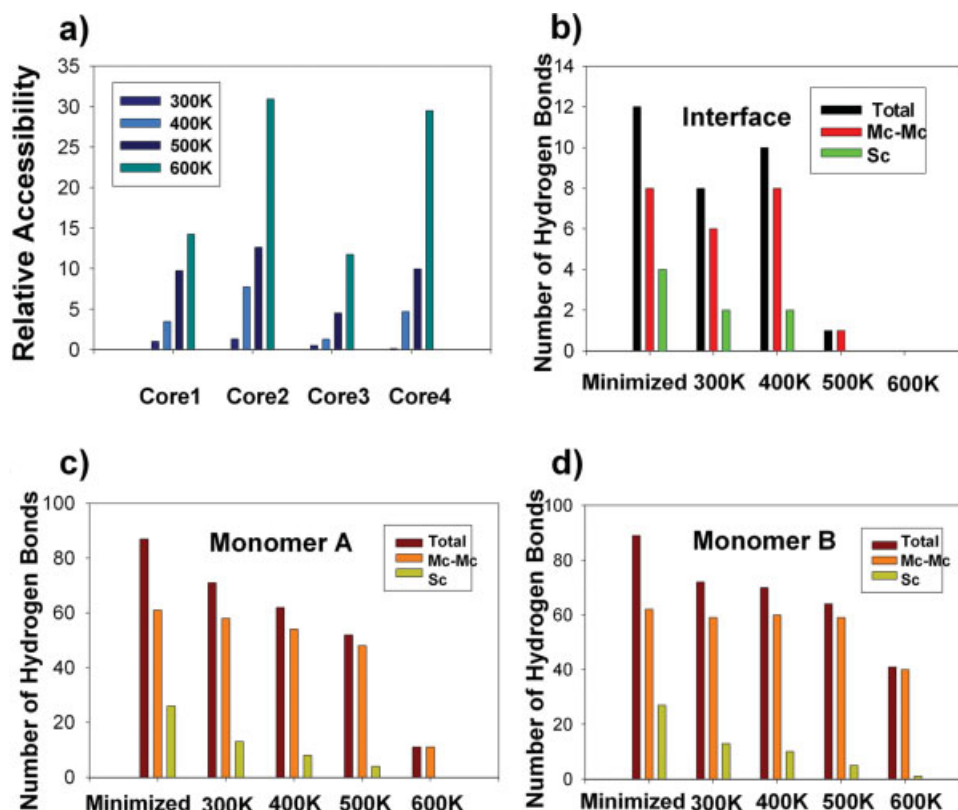 a)
Relative Accessibility
35
30
25
20
15
10
5
0
300K
400K
500K
600K
Core1 Core2 Core3 Core4
b)
Number of Hydrogen Bonds
14
12
10
8
6
4
2
0
Interface
Total
Mc-Mc
Sc
Minimized 300K 400K 500K 600K
c)
Number of Hydrogen Bonds
100
80
60
40
20
0
Monomer A
Total
Mc-Mc
Sc
Minimized 300K 400K 500K 600K
d)
Number of Hydrogen Bonds
100
80
60
40
20
0
Monomer B
Total
Mc-Mc
Sc
Minimized 300K 400K 500K 600K